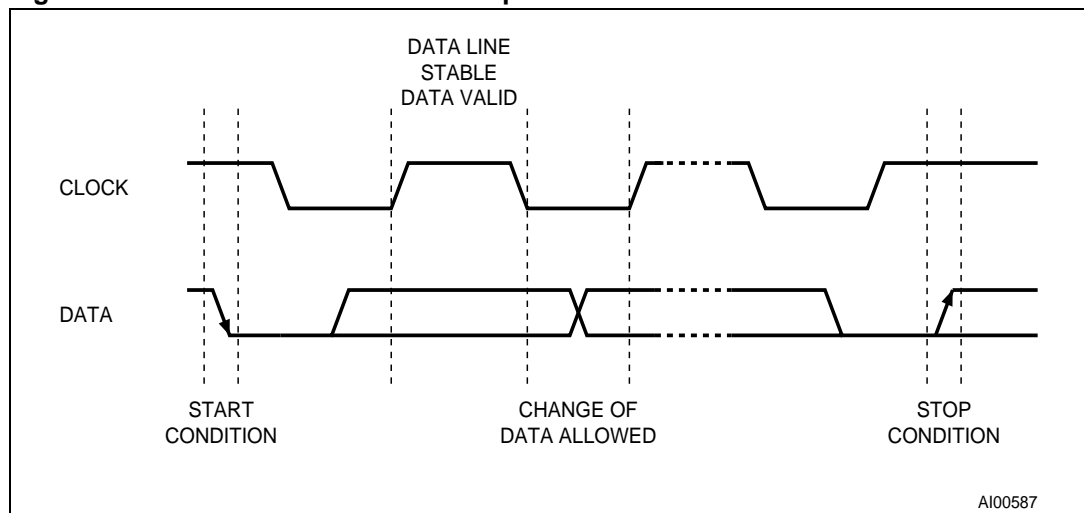 DATA LINE
STABLE
DATA VALID
CLOCK
DATA
START
CONDITION
CHANGE OF
DATA ALLOWED
STOP
CONDITION
AI00587